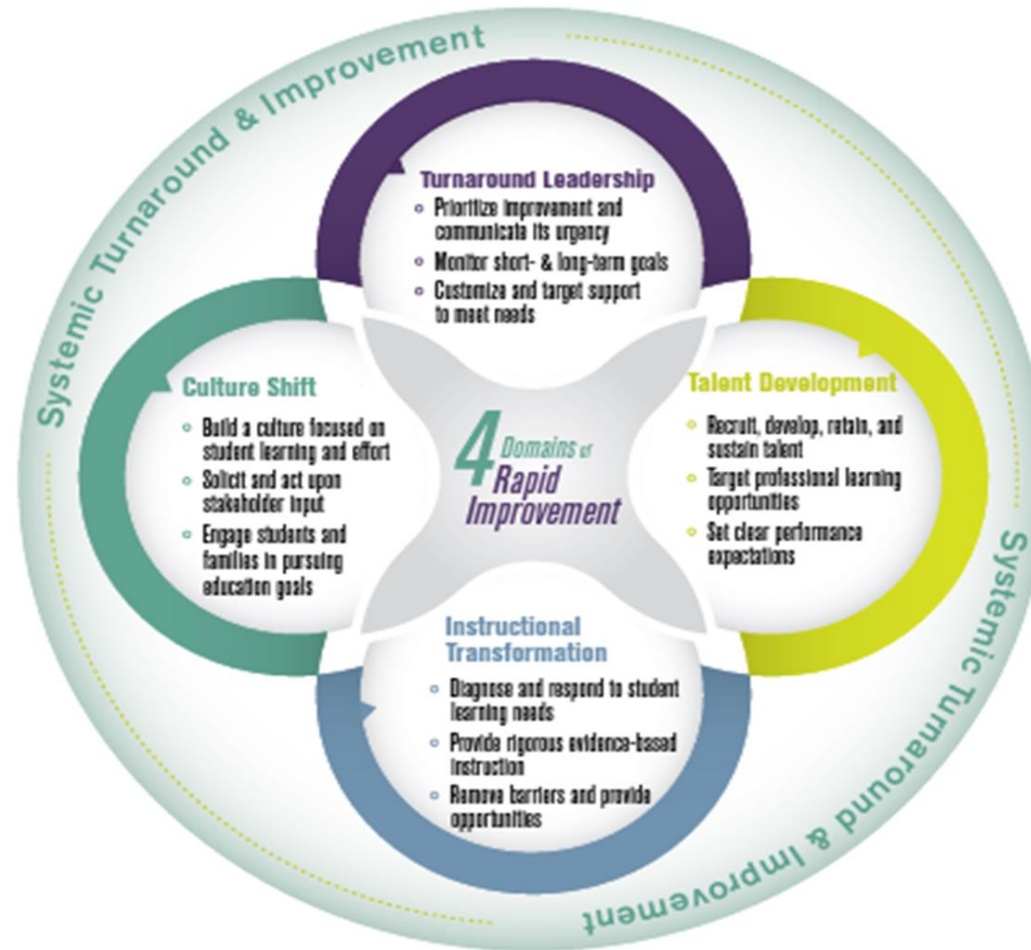 Systemic Turnaround & Improvement
Turnaround Leadership
Prioritize improvement and
communicate its urgency
Monitor short- & long-term goals
Customize and target support
to meet needs
Culture Shift
Build a culture focused on
student learning and effort
Solicit and act upon
stakeholder input
Engage students and
families in pursuing
education goals
4
Domains of
Rapid
Improvement
Talent Development
Recruit, develop, retain, and
sustain talent
Target professional learning
opportunities
Set clear performance
expectations
Instructional
Transformation
Diagnose and respond to student
learning needs
Provide rigorous evidence-based
instruction
Remove barriers and provide
opportunities
Systemic Turnaround & Improvement